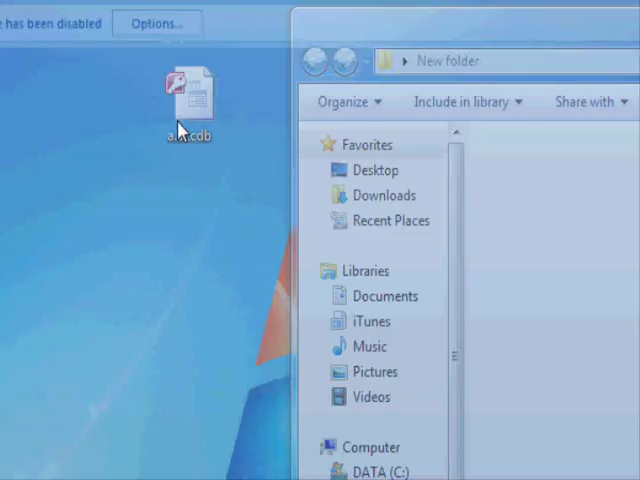 has been disabled
Options...
New folder
Organize
Include in library
Share with
Favorites
Desktop
Downloads
Recent Places
Libraries
Documents
iTunes
Music
Pictures
Videos
Computer
DATA (C:)